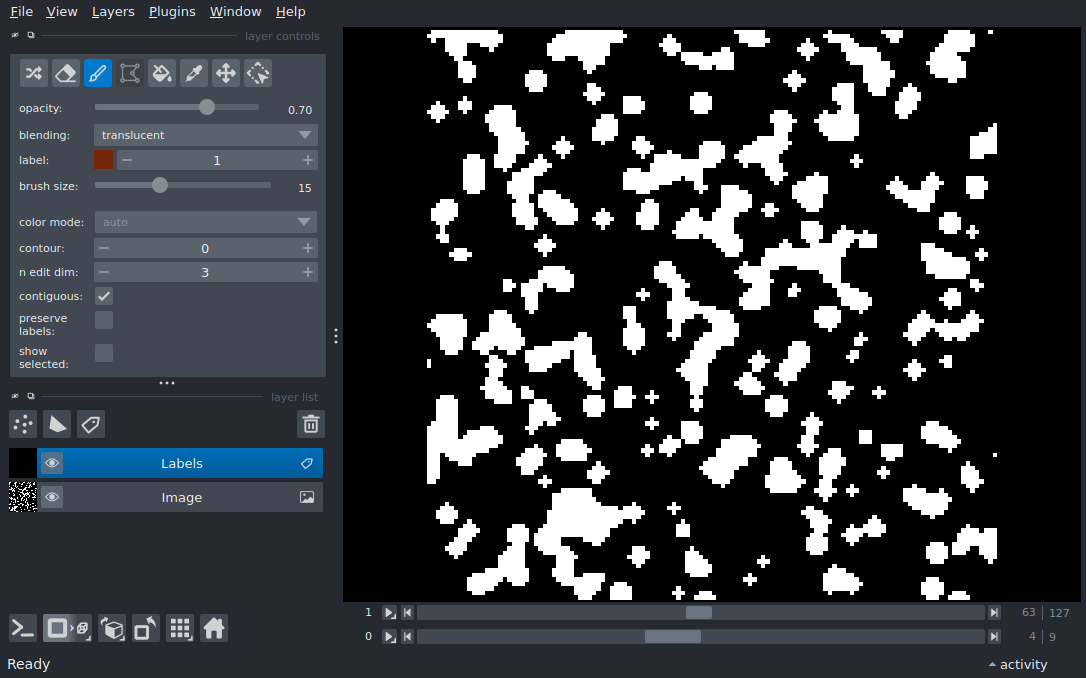 File View Layers Plugins Window Help
layer controls
opacity: 0.70
blending: translucent
label: 1
brush size: 15
color mode: auto
contour: 0
n edit dim: 3
contiguous:
preserve
labels:
show
selected:
layer list
Labels
Image
1 63 127
0 4 9
Ready activity